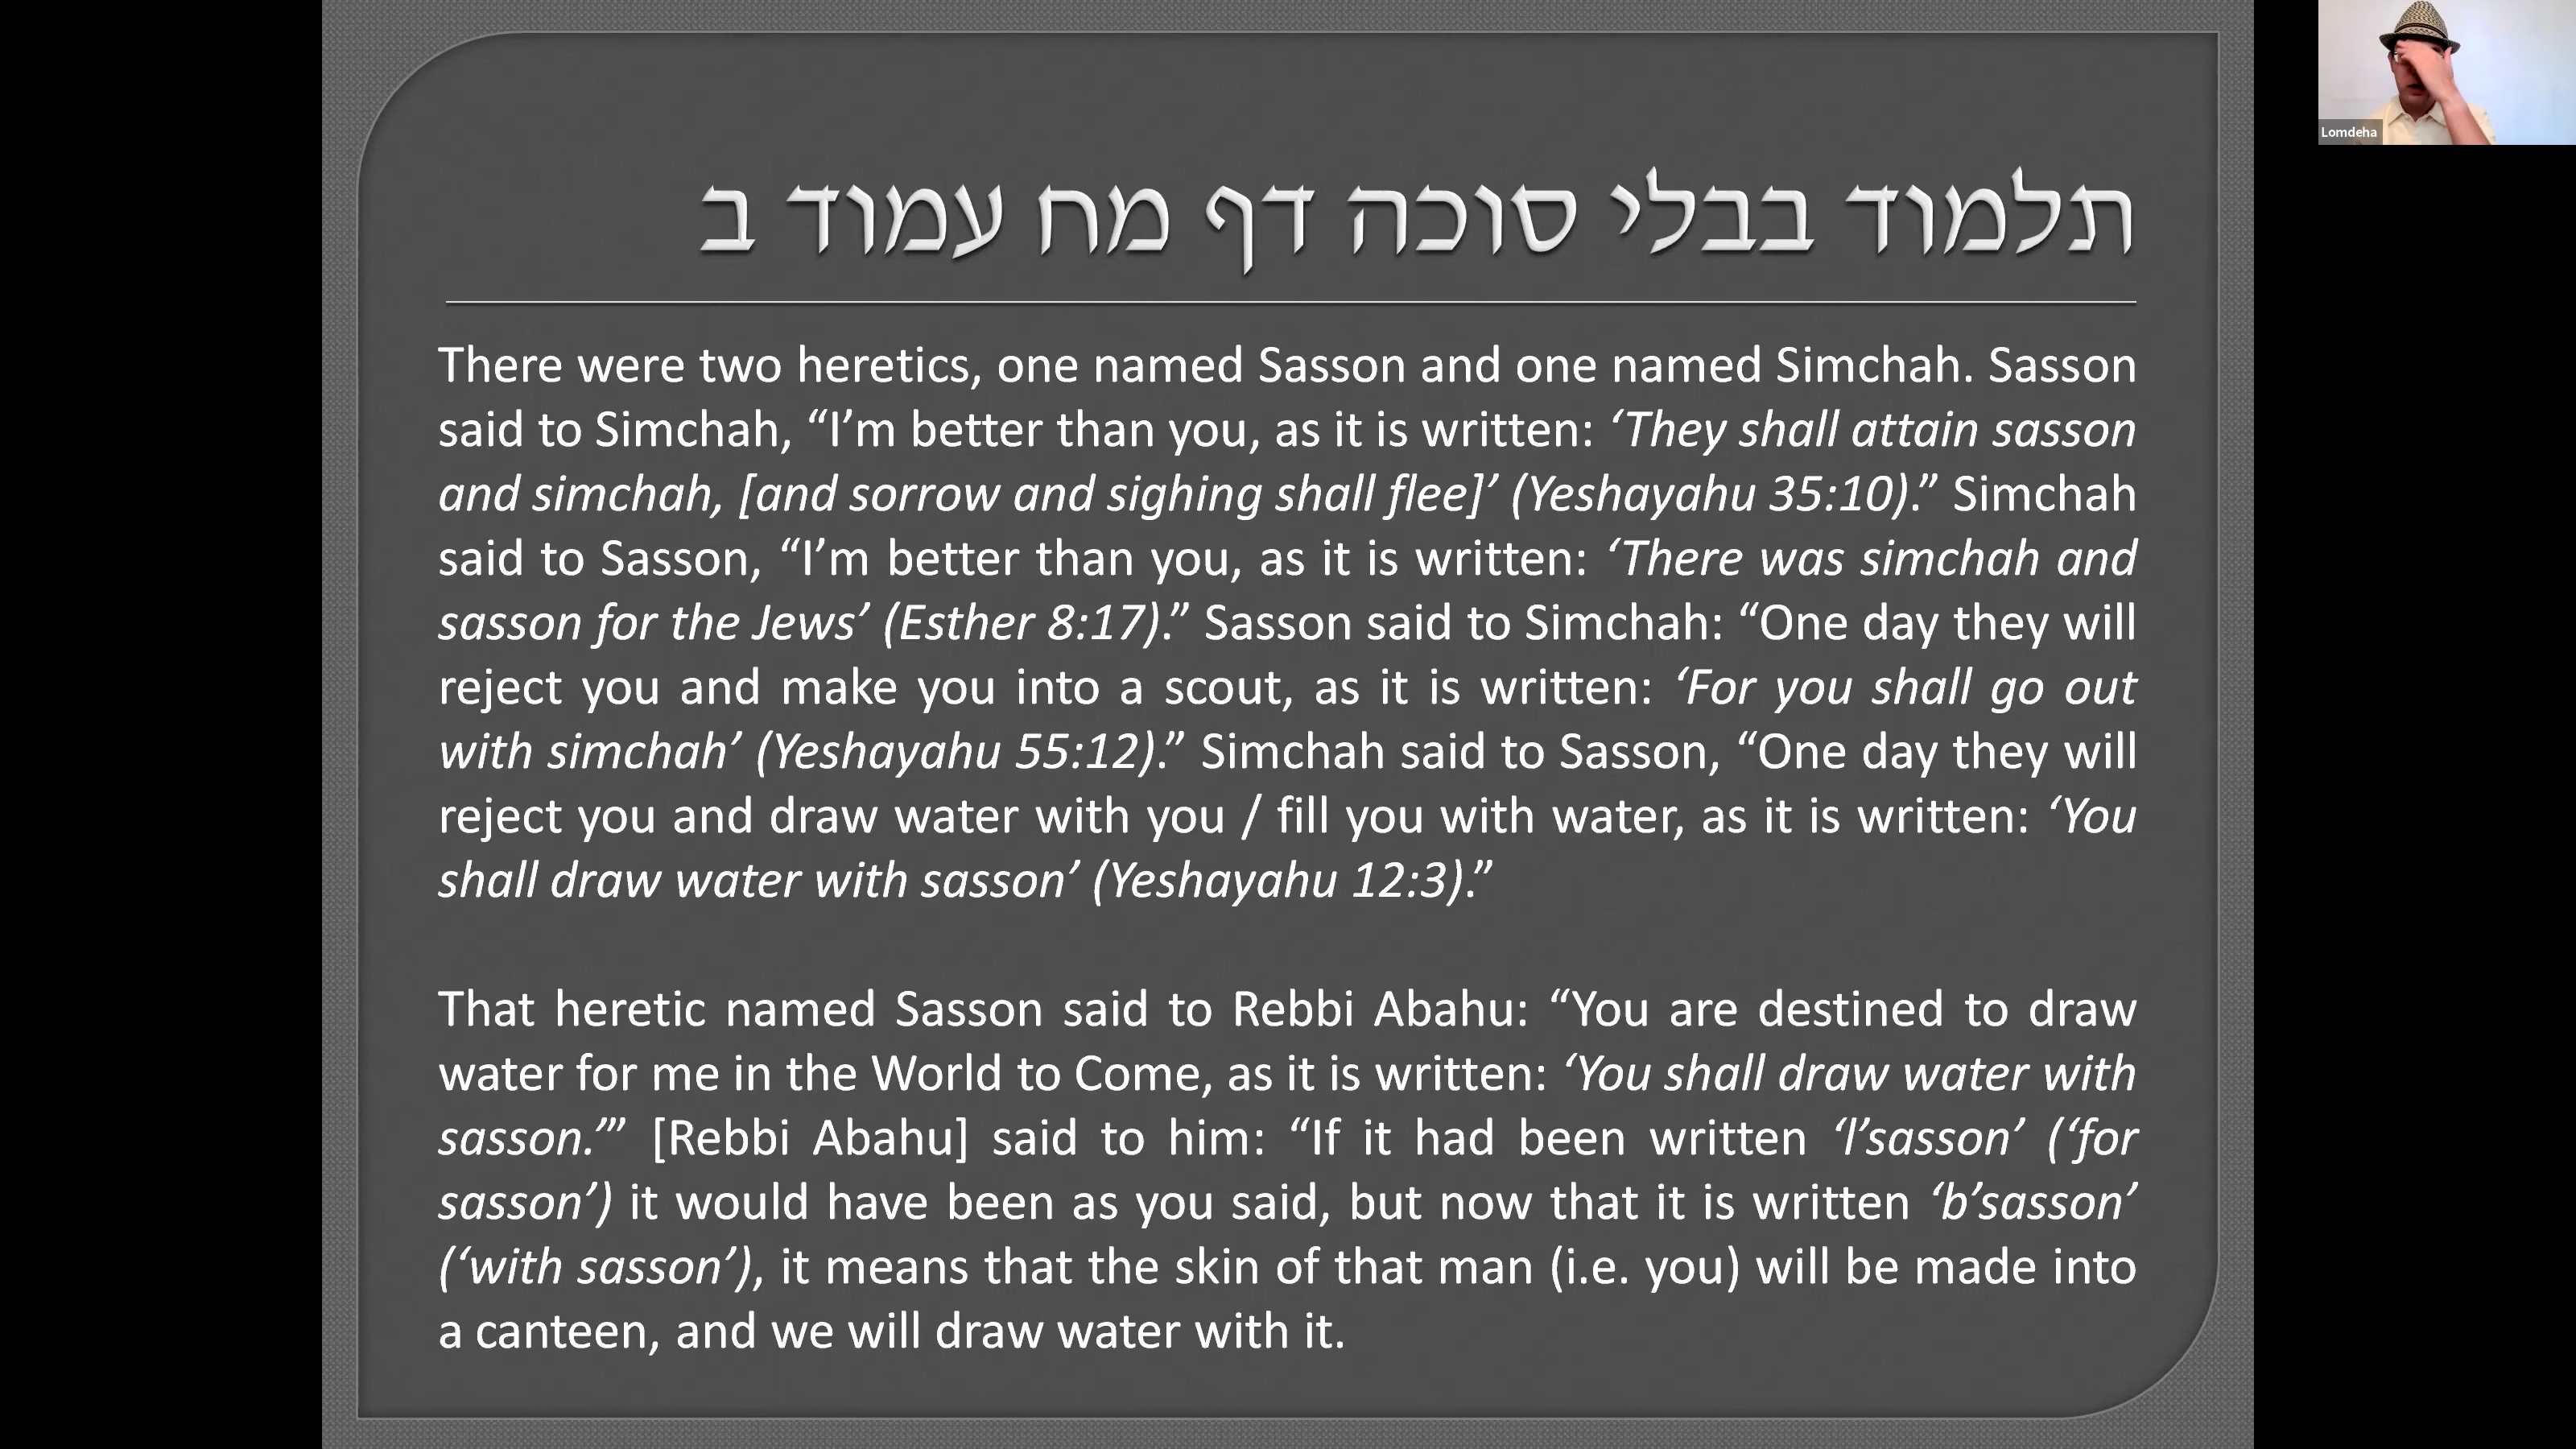 תלמוד בבלי סוכה דף מח עמוד ב
There were two heretics, one named Sasson and one named Simchah. Sasson
said to Simchah, “I’m better than you, as it is written: ‘They shall attain sasson
and simchah, [and sorrow and sighing shall flee]’ (Yeshayahu 35:10).” Simchah
said to Sasson, “I’m better than you, as it is written: ‘There was simchah and
sasson for the Jews’ (Esther 8:17).” Sasson said to Simchah: “One day they will
reject you and make you into a scout, as it is written: ‘For you shall go out
with simchah’ (Yeshayahu 55:12).” Simchah said to Sasson, “One day they will
reject you and draw water with you / fill you with water, as it is written: ‘You
shall draw water with sasson’ (Yeshayahu 12:3).”
That heretic named Sasson said to Rebbi Abahu: “You are destined to draw
water for me in the World to Come, as it is written: ‘You shall draw water with
sasson.’” [Rebbi Abahu] said to him: “If it had been written ‘l’sasson’ (‘for
sasson’) it would have been as you said, but now that it is written ‘b’sasson’
(‘with sasson’), it means that the skin of that man (i.e. you) will be made into
a canteen, and we will draw water with it.
Lomdeha